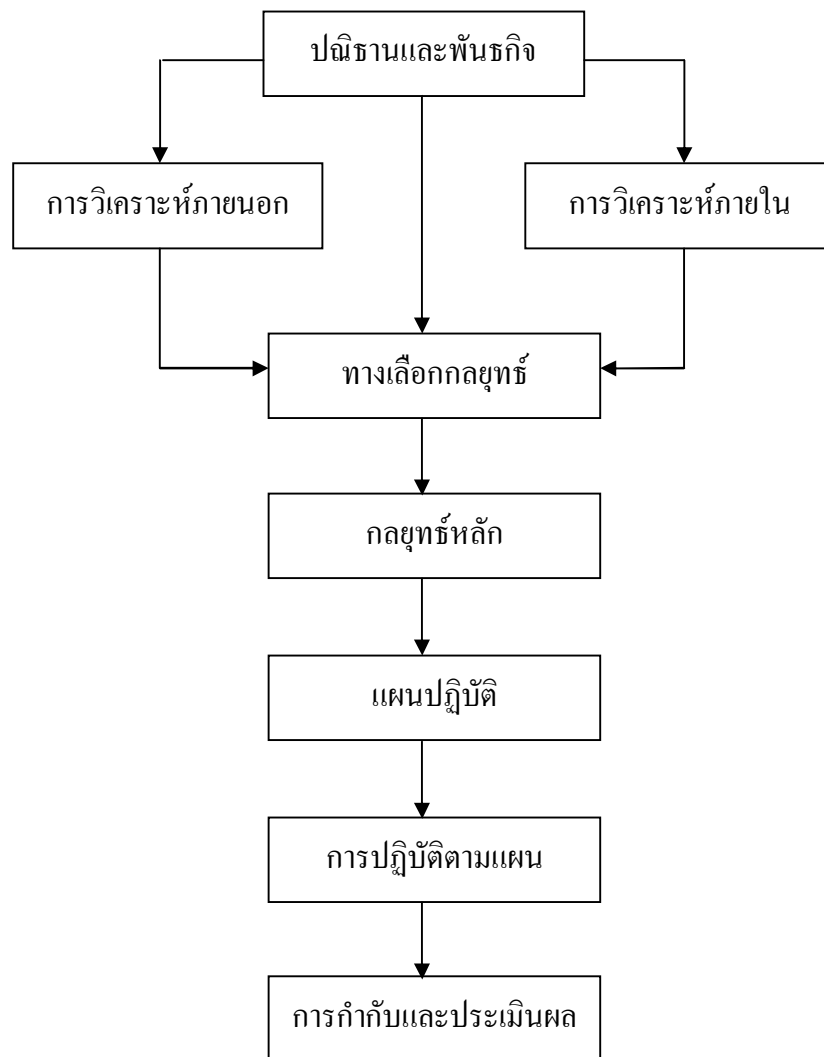 ปณิธานและพันธกิจ
การวิเคราะห์ภายนอก
การวิเคราะห์ภายใน
ทางเลือกกลยุทธ์
กลยุทธ์หลัก
แผนปฏิบัติ
การปฏิบัติตามแผน
การกำกับและประเมินผล